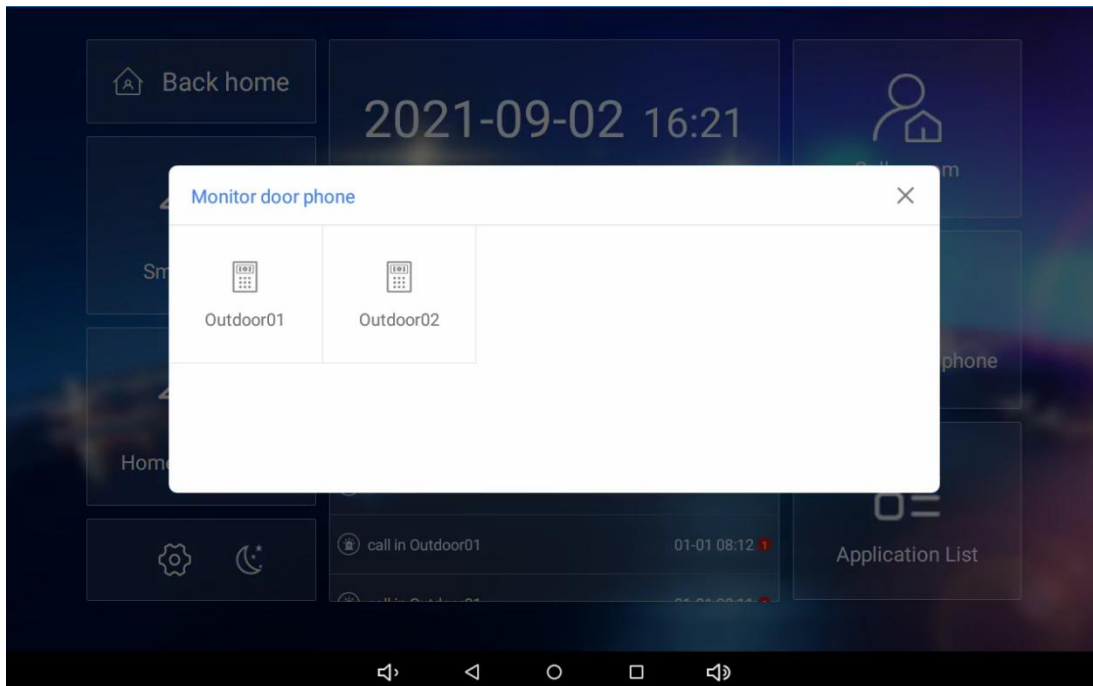 Back home
2021-09-02 16:21
Monitor door phone
Outdoor01
Outdoor02
phone
call in Outdoor01 01-01 08:12 1
Application List